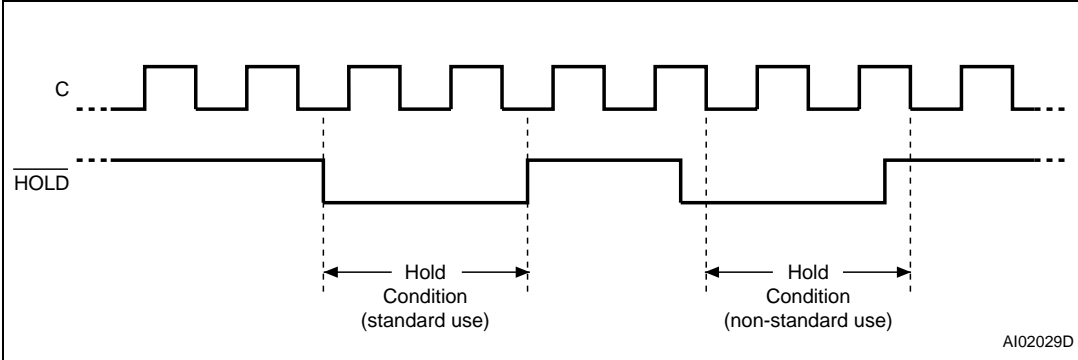 C
HOLD
Hold
Condition
(standard use)
Hold
Condition
(non-standard use)
AI02029D